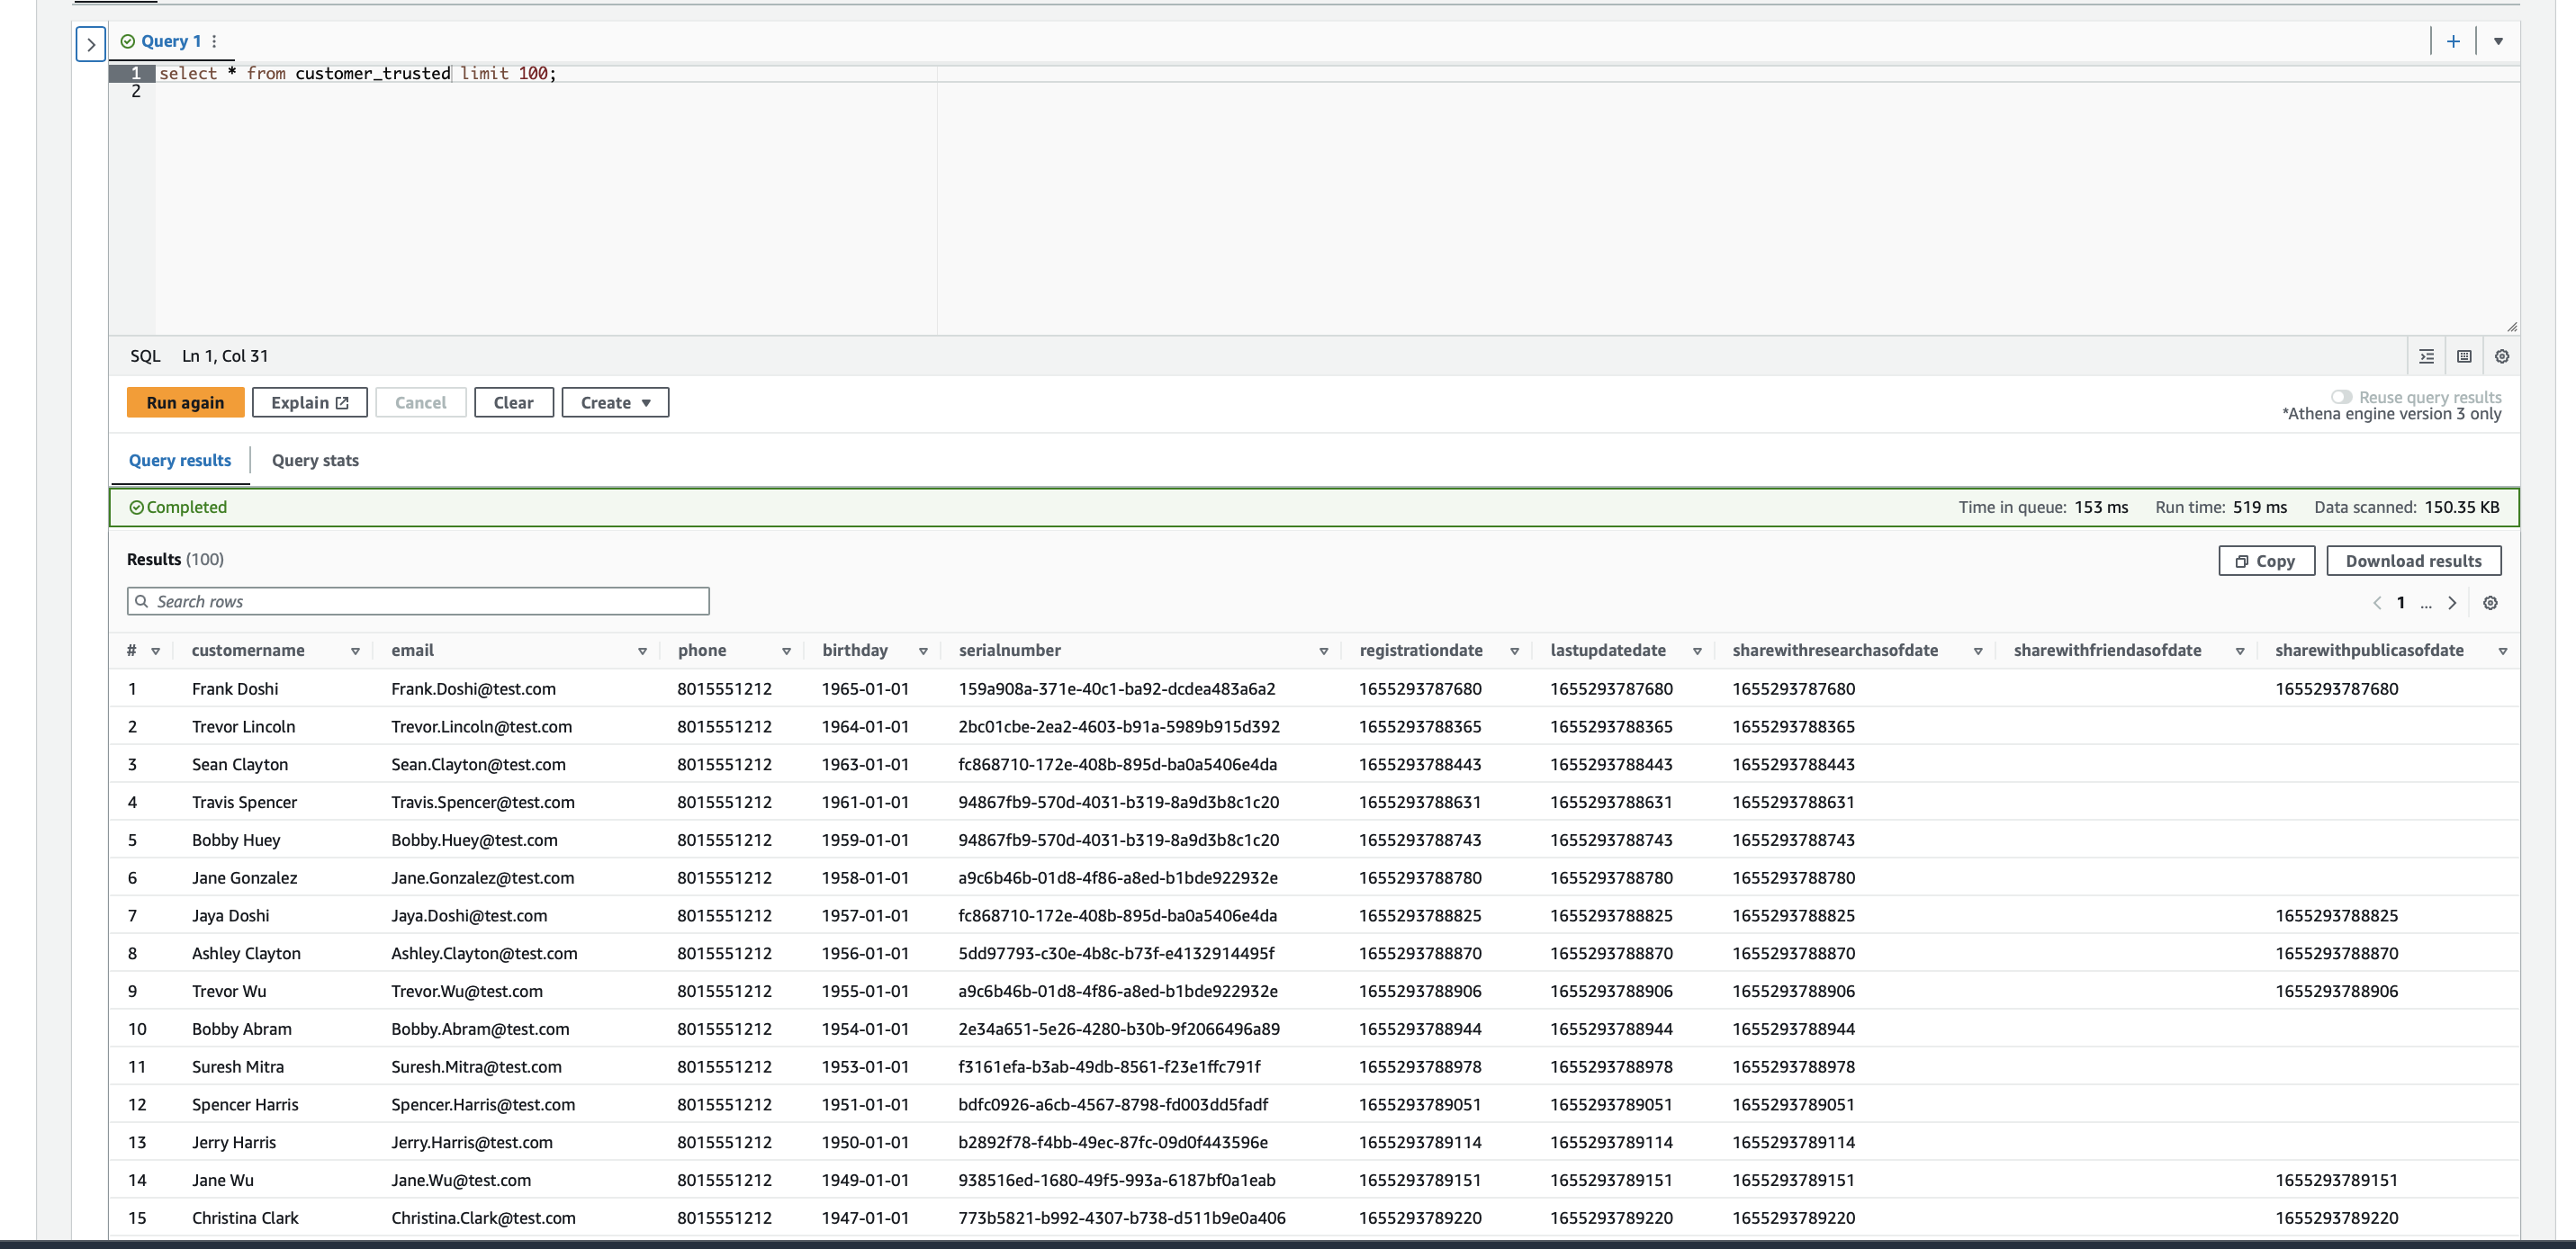 Query 1
1 select * from customer_trusted limit 100;
2
SQL Ln 1, Col 31
Run again Explain Cancel Clear Create
Reuse query results
*Athena engine version 3 only
Query results Query stats
Completed Time in queue: 153 ms Run time: 519 ms Data scanned: 150.35 KB
Results (100) Copy Download results
Search rows 1 ...
# customername email phone birthday serialnumber registrationdate lastupdatedate sharewithresearchasofdate sharewithfriendasofdate sharewithpublicasofdate
1 Frank Doshi Frank.Doshi@test.com 8015551212 1965-01-01 159a908a-371e-40c1-ba92-dcdea483a6a2 1655293787680 1655293787680 1655293787680 1655293787680
2 Trevor Lincoln Trevor.Lincoln@test.com 8015551212 1964-01-01 2bc01cbe-2ea2-4603-b91a-5989b915d392 1655293788365 1655293788365 1655293788365
3 Sean Clayton Sean.Clayton@test.com 8015551212 1963-01-01 fc868710-172e-408b-895d-ba0a5406e4da 1655293788443 1655293788443 1655293788443
4 Travis Spencer Travis.Spencer@test.com 8015551212 1961-01-01 94867fb9-570d-4031-b319-8a9d3b8c1c20 1655293788631 1655293788631 1655293788631
5 Bobby Huey Bobby.Huey@test.com 8015551212 1959-01-01 94867fb9-570d-4031-b319-8a9d3b8c1c20 1655293788743 1655293788743 1655293788743
6 Jane Gonzalez Jane.Gonzalez@test.com 8015551212 1958-01-01 a9c6b46b-01d8-4f86-a8ed-b1bde922932e 1655293788780 1655293788780 1655293788780
7 Jaya Doshi Jaya.Doshi@test.com 8015551212 1957-01-01 fc868710-172e-408b-895d-ba0a5406e4da 1655293788825 1655293788825 1655293788825 1655293788825
8 Ashley Clayton Ashley.Clayton@test.com 8015551212 1956-01-01 5dd97793-c30e-4b8c-b73f-e4132914495f 1655293788870 1655293788870 1655293788870 1655293788870
9 Trevor Wu Trevor.Wu@test.com 8015551212 1955-01-01 a9c6b46b-01d8-4f86-a8ed-b1bde922932e 1655293788906 1655293788906 1655293788906 1655293788906
10 Bobby Abram Bobby.Abram@test.com 8015551212 1954-01-01 2e34a651-5e26-4280-b30b-9f2066496a89 1655293788944 1655293788944 1655293788944
11 Suresh Mitra Suresh.Mitra@test.com 8015551212 1953-01-01 f3161efa-b3ab-49db-8561-f23e1ffc791f 1655293788978 1655293788978 1655293788978
12 Spencer Harris Spencer.Harris@test.com 8015551212 1951-01-01 bdfc0926-a6cb-4567-8798-fd003dd5fadf 1655293789051 1655293789051 1655293789051
13 Jerry Harris Jerry.Harris@test.com 8015551212 1950-01-01 b2892f78-f4bb-49ec-87fc-09d0f443596e 1655293789114 1655293789114 1655293789114
14 Jane Wu Jane.Wu@test.com 8015551212 1949-01-01 938516ed-1680-49f5-993a-6187bf0a1eab 1655293789151 1655293789151 1655293789151 1655293789151
15 Christina Clark Christina.Clark@test.com 8015551212 1947-01-01 773b5821-b992-4307-b738-d511b9e0a406 1655293789220 1655293789220 1655293789220 1655293789220